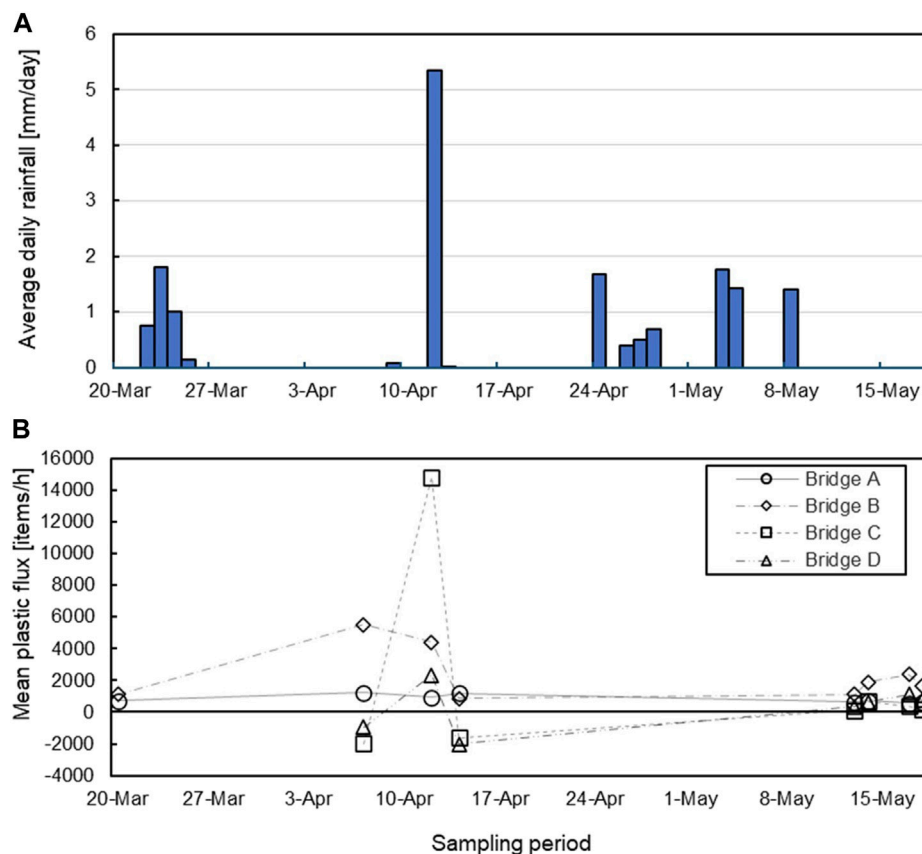 A
Average daily rainfall [mm/day]
6
5
4
3
2
1
0
20-Mar 27-Mar 3-Apr 10-Apr 17-Apr 24-Apr 1-May 8-May 15-May
B
Mean plastic flux [items/h]
16000
14000
12000
10000
8000
6000
4000
2000
0
-2000
-4000
Bridge A
Bridge B
Bridge C
Bridge D
20-Mar 27-Mar 3-Apr 10-Apr 17-Apr 24-Apr 1-May 8-May 15-May
Sampling period